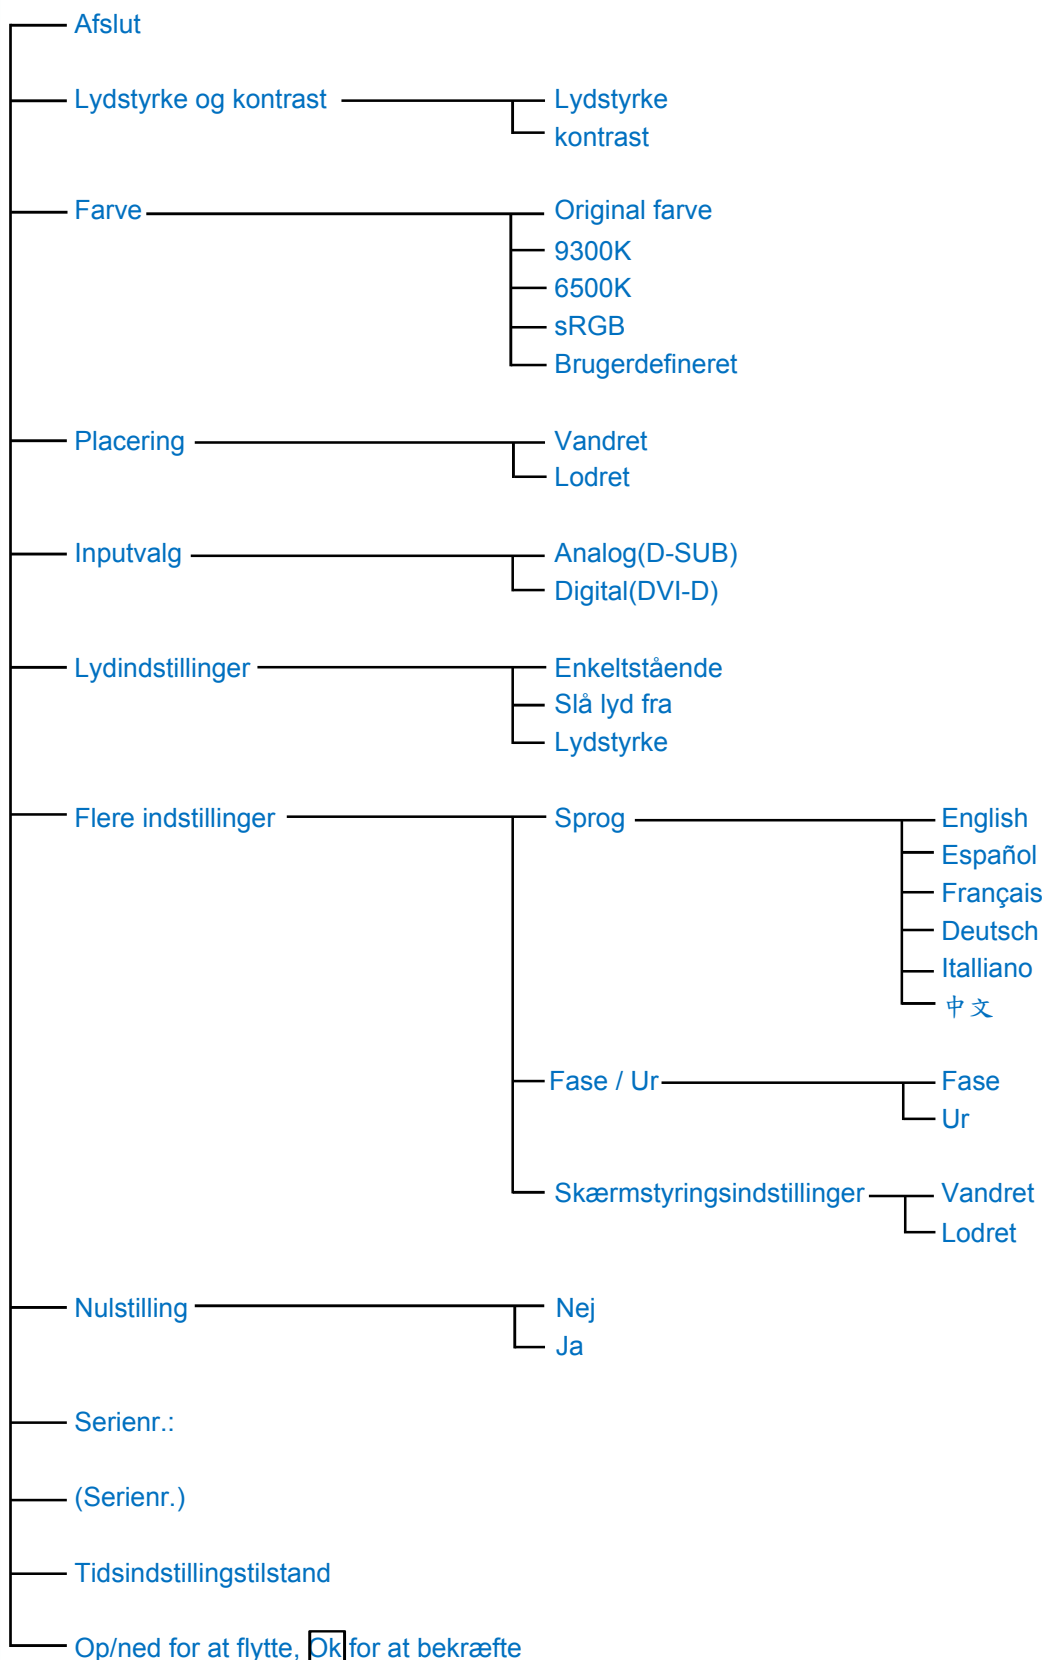 Afslut
Lydstyrke og kontrast
Lydstyrke
kontrast
Farve
Original farve
9300K
6500K
sRGB
Brugerdefineret
Placering
Vandret
Lodret
Inputvalg
Analog(D-SUB)
Digital(DVI-D)
Lydindstillinger
Enkeltstående
Slå lyd fra
Lydstyrke
Flere indstillinger
Sprog
English
Español
Français
Deutsch
Italliano
中文
Fase / Ur
Fase
Ur
Skærmstyringsindstillinger
Vandret
Lodret
Nulstilling
Nej
Ja
Serienr.:
(Serienr.)
Tidsindstillingstilstand
Op/ned for at flytte, Ok for at bekræfte